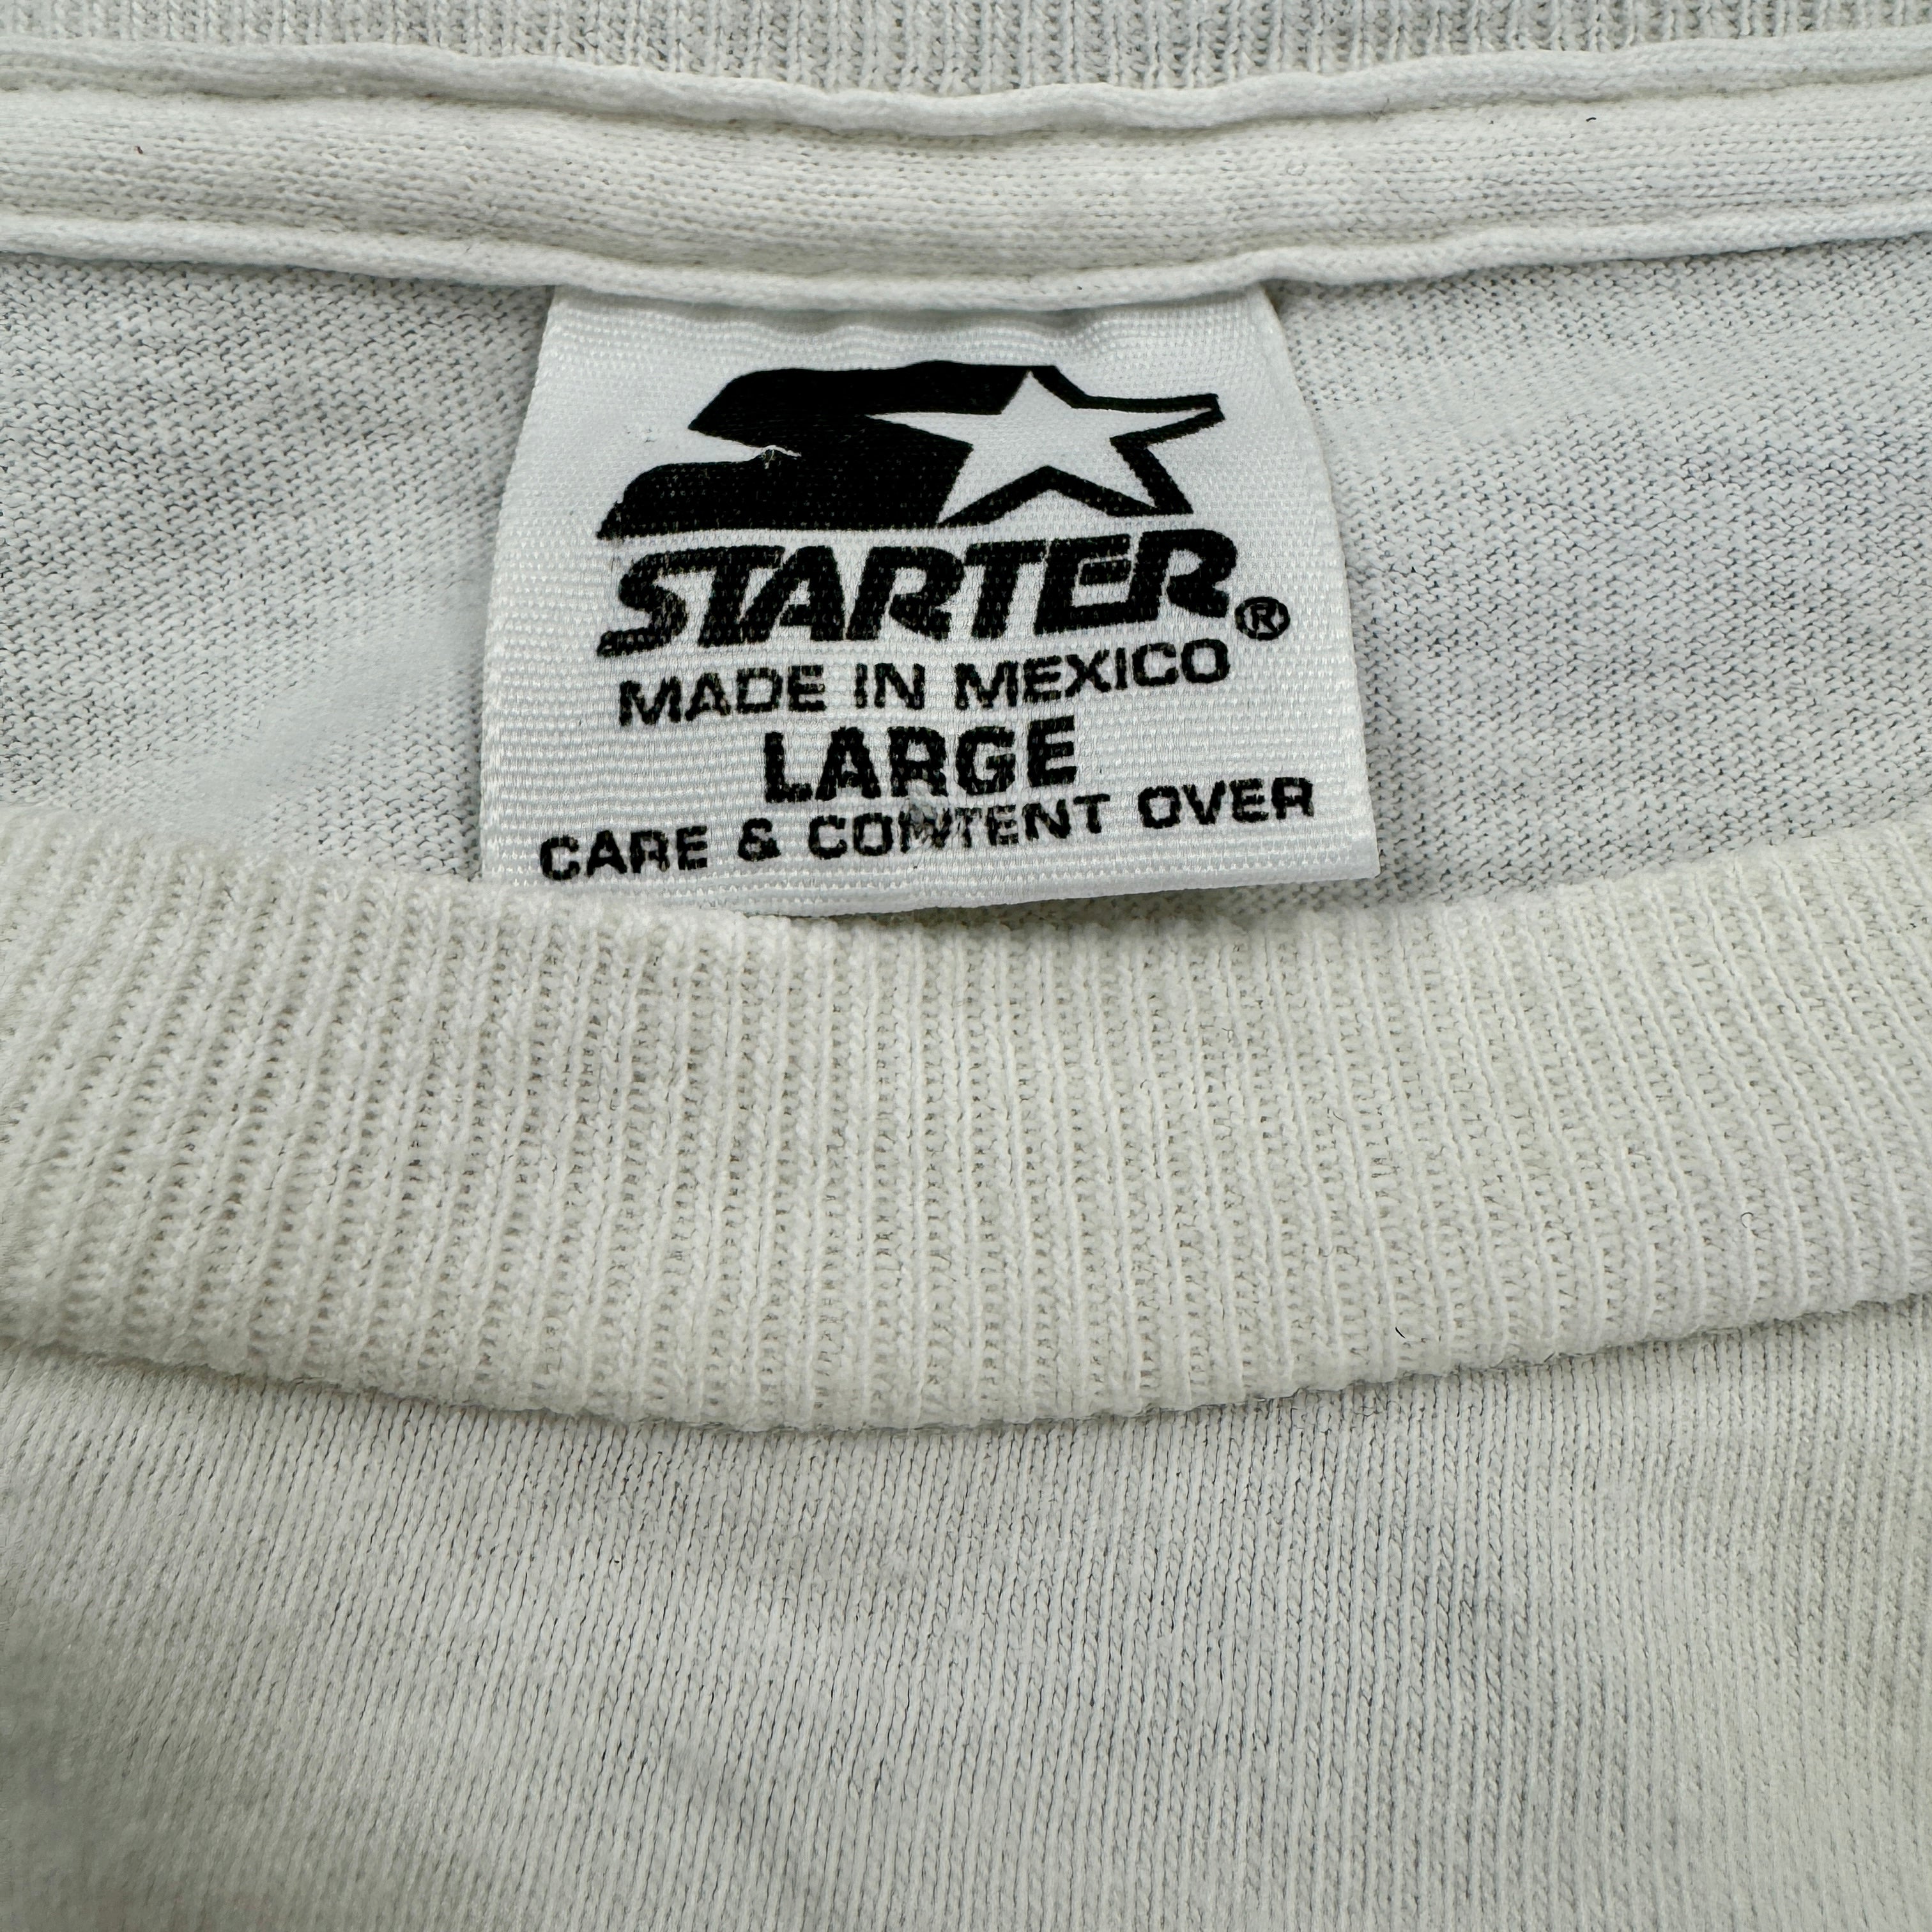 STARTER®
MADE IN MEXICO
LARGE
CARE & CONTENT OVER